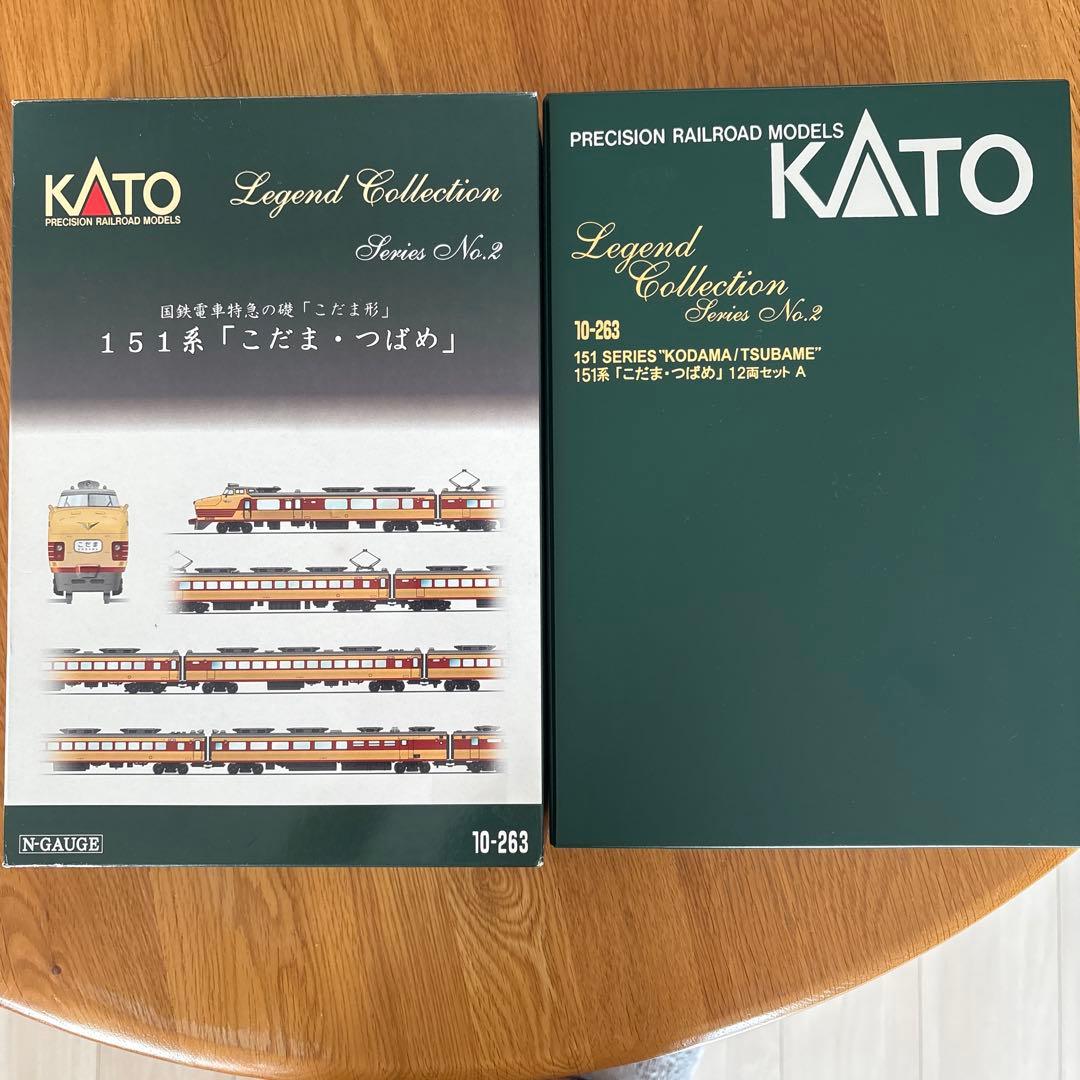 KATO
PRECISION RAILROAD MODELS
Legend Collection
Series No.2
国鉄電車特急の礎「こだま形」
151系「こだま・つばめ」
こだま
N-GAUGE
10-263
PRECISION RAILROAD MODELS
KATO
Legend
Collection
Series No.2
10-263
151 SERIES "KODAMA/TSUBAME"
151系「こだま・つばめ」12両セット A